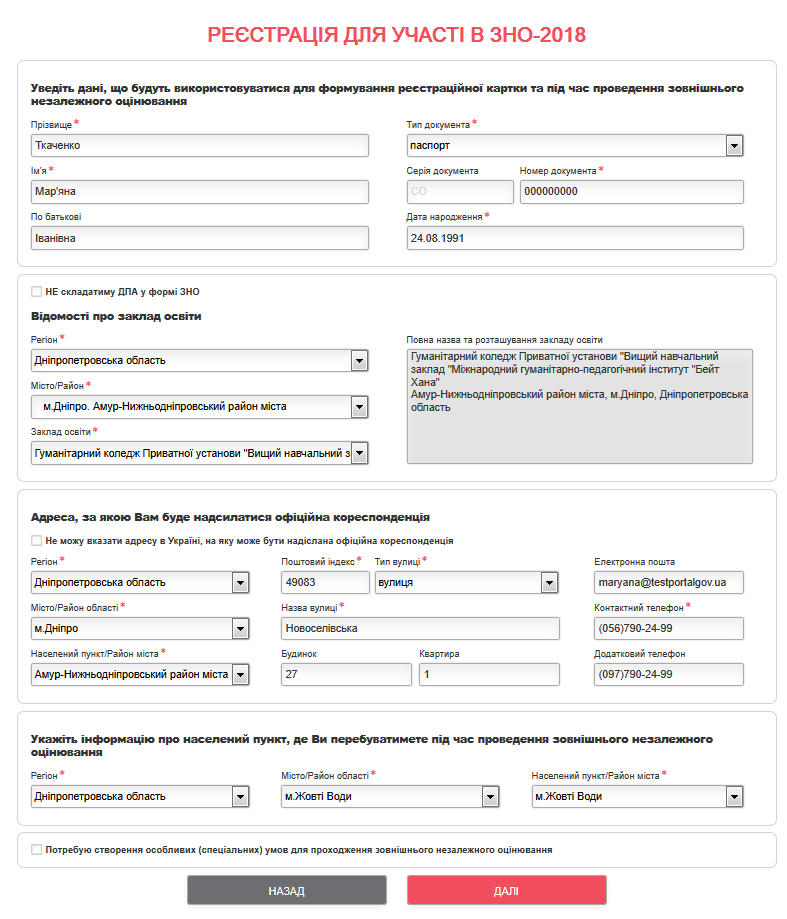 РЕЄСТРАЦІЯ ДЛЯ УЧАСТІ В ЗНО-2018
Уведіть дані, що будуть використовуватися для формування реєстраційної картки та під час проведення зовнішнього
незалежного оцінювання
Прізвище *
Ткаченко
Тип документа *
паспорт
Ім'я *
Мар'яна
Серія документа
СО
Номер документа *
000000000
По батькові
Іванівна
Дата народження *
24.08.1991
НЕ складатиму ДПА у формі ЗНО
Відомості про заклад освіти
Регіон *
Дніпропетровська область
Місто/Район *
м.Дніпро. Амур-Нижньодніпровський район міста
Заклад освіти *
Гуманітарний коледж Приватної установи "Вищий навчальний з
Повна назва та розташування закладу освіти
Гуманітарний коледж Приватної установи "Вищий навчальний
заклад "Міжнародний гуманітарно-педагогічний інститут "Бейт
Хана"
Амур-Нижньодніпровський район міста, м.Дніпро, Дніпропетровська
область
Адреса, за якою Вам буде надсилатися офіційна кореспонденція
Не можу вказати адресу в Україні, на яку може бути надіслана офіційна кореспонденція
Регіон *
Дніпропетровська область
Поштовий індекс *
49083
Тип вулиці *
вулиця
Електронна пошта
maryana@testportalgov.ua
Місто/Район області *
м.Дніпро
Назва вулиці *
Новоселівська
Контактний телефон *
(056)790-24-99
Населений пункт/Район міста *
Амур-Нижньодніпровський район міста
Будинок
27
Квартира
1
Додатковий телефон
(097)790-24-99
Укажіть інформацію про населений пункт, де Ви перебуватимете під час проведення зовнішнього незалежного
оцінювання
Регіон *
Дніпропетровська область
Місто/Район області *
м.Жовті Води
Населений пункт/Район міста *
м.Жовті Води
Потребую створення особливих (спеціальних) умов для проходження зовнішнього незалежного оцінювання
НАЗАД
ДАЛІ